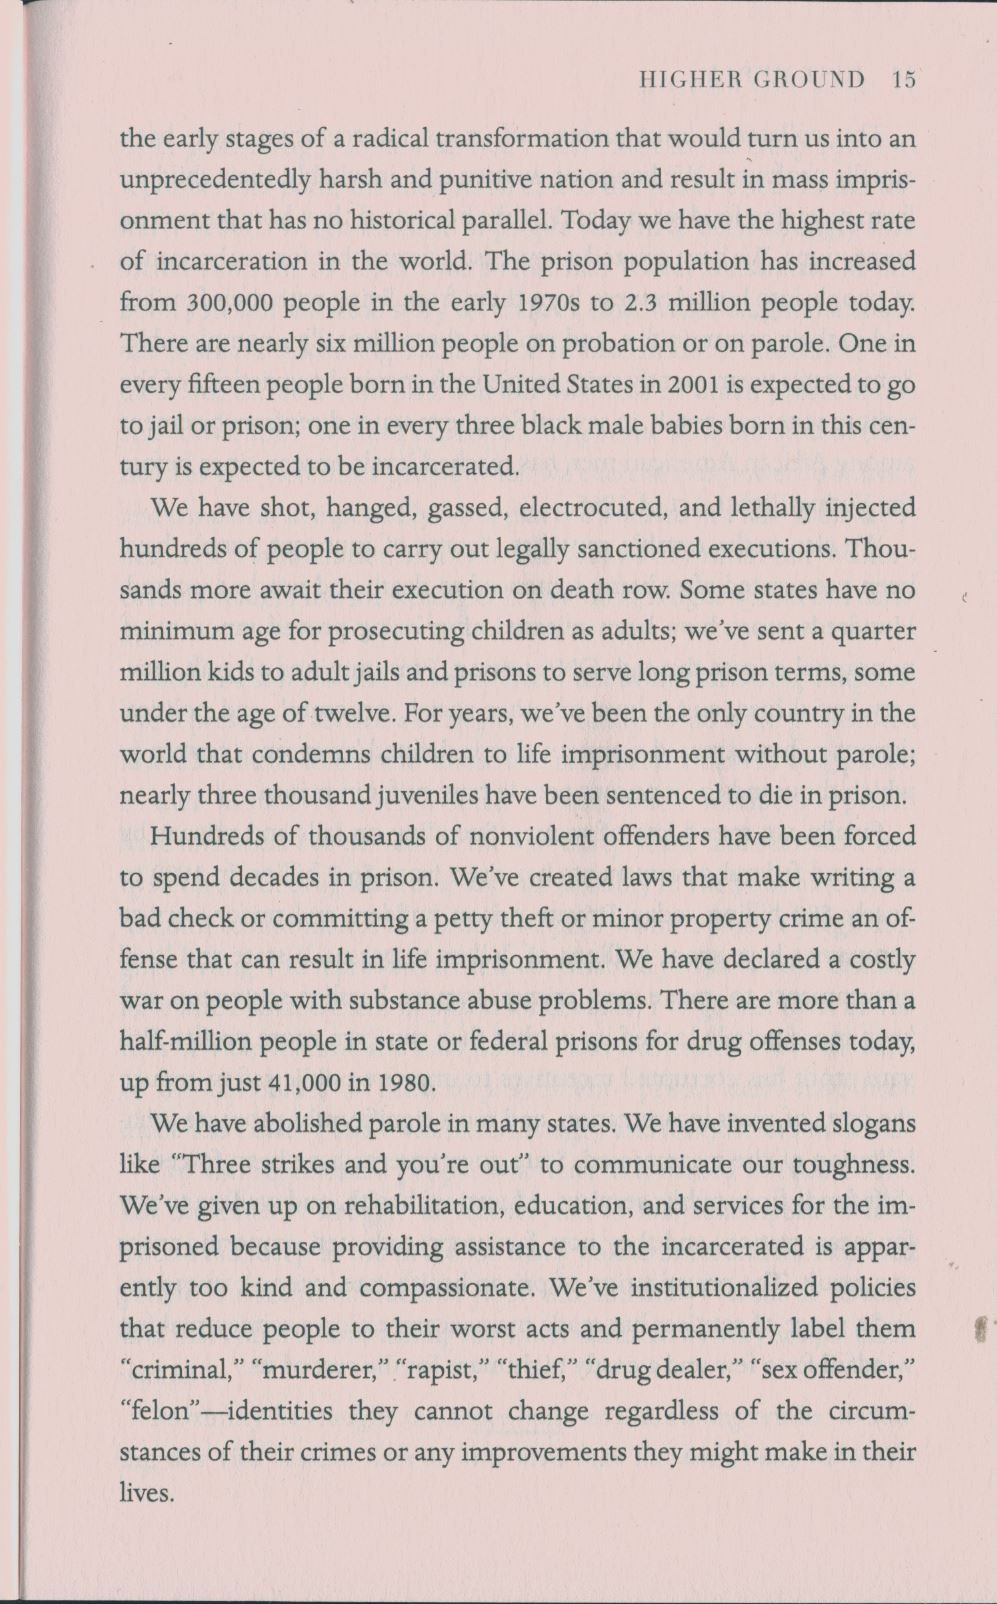 HIGHER GROUND 15
the early stages of a radical transformation that would turn us into an
unprecedentedly harsh and punitive nation and result in mass impris-
onment that has no historical parallel. Today we have the highest rate
of incarceration in the world. The prison population has increased
from 300,000 people in the early 1970s to 2.3 million people today.
There are nearly six million people on probation or on parole. One in
every fifteen people born in the United States in 2001 is expected to go
to jail or prison; one in every three black male babies born in this cen-
tury is expected to be incarcerated.
We have shot, hanged, gassed, electrocuted, and lethally injected
hundreds of people to carry out legally sanctioned executions. Thou-
sands more await their execution on death row. Some states have no
minimum age for prosecuting children as adults; we've sent a quarter
million kids to adult jails and prisons to serve long prison terms, some
under the age of twelve. For years, we've been the only country in the
world that condemns children to life imprisonment without parole;
nearly three thousand juveniles have been sentenced to die in prison.
Hundreds of thousands of nonviolent offenders have been forced
to spend decades in prison. We've created laws that make writing a
bad check or committing a petty theft or minor property crime an of-
fense that can result in life imprisonment. We have declared a costly
war on people with substance abuse problems. There are more than a
half-million people in state or federal prisons for drug offenses today,
up from just 41,000 in 1980.
We have abolished parole in many states. We have invented slogans
like “Three strikes and you're out” to communicate our toughness.
We've given up on rehabilitation, education, and services for the im-
prisoned because providing assistance to the incarcerated is appar-
ently too kind and compassionate. We've institutionalized policies
that reduce people to their worst acts and permanently label them
“criminal,” “murderer,” “rapist,” “thief,” “drug dealer,” “sex offender,”
“felon”—identities they cannot change regardless of the circum-
stances of their crimes or any improvements they might make in their
lives.